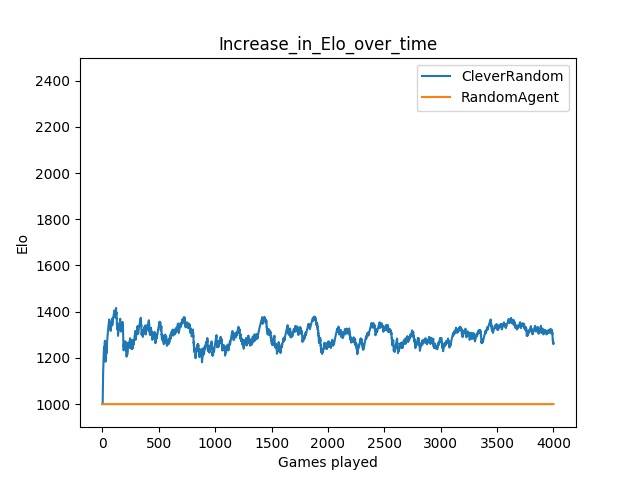 Increase_in_Elo_over_time
CleverRandom
RandomAgent
2400
2200
2000
1800
1600
1400
1200
1000
Elo
0 500 1000 1500 2000 2500 3000 3500 4000
Games played